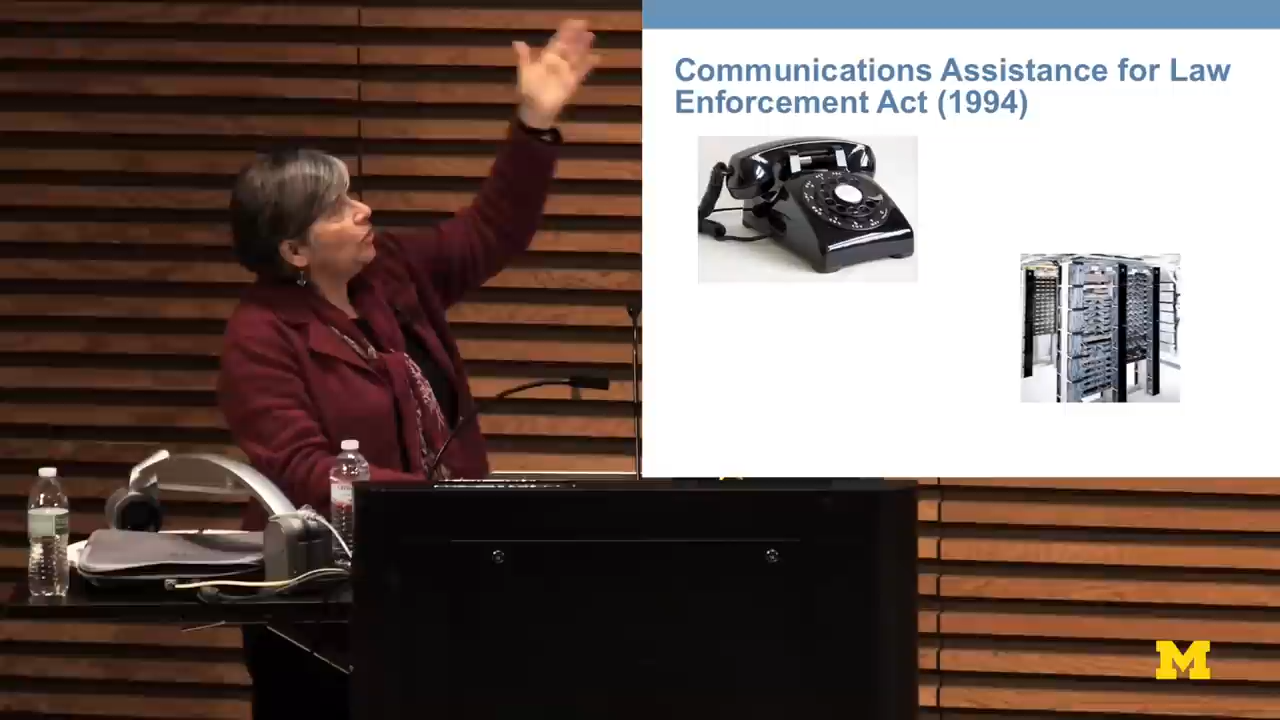 Communications Assistance for Law
Enforcement Act (1994)
M